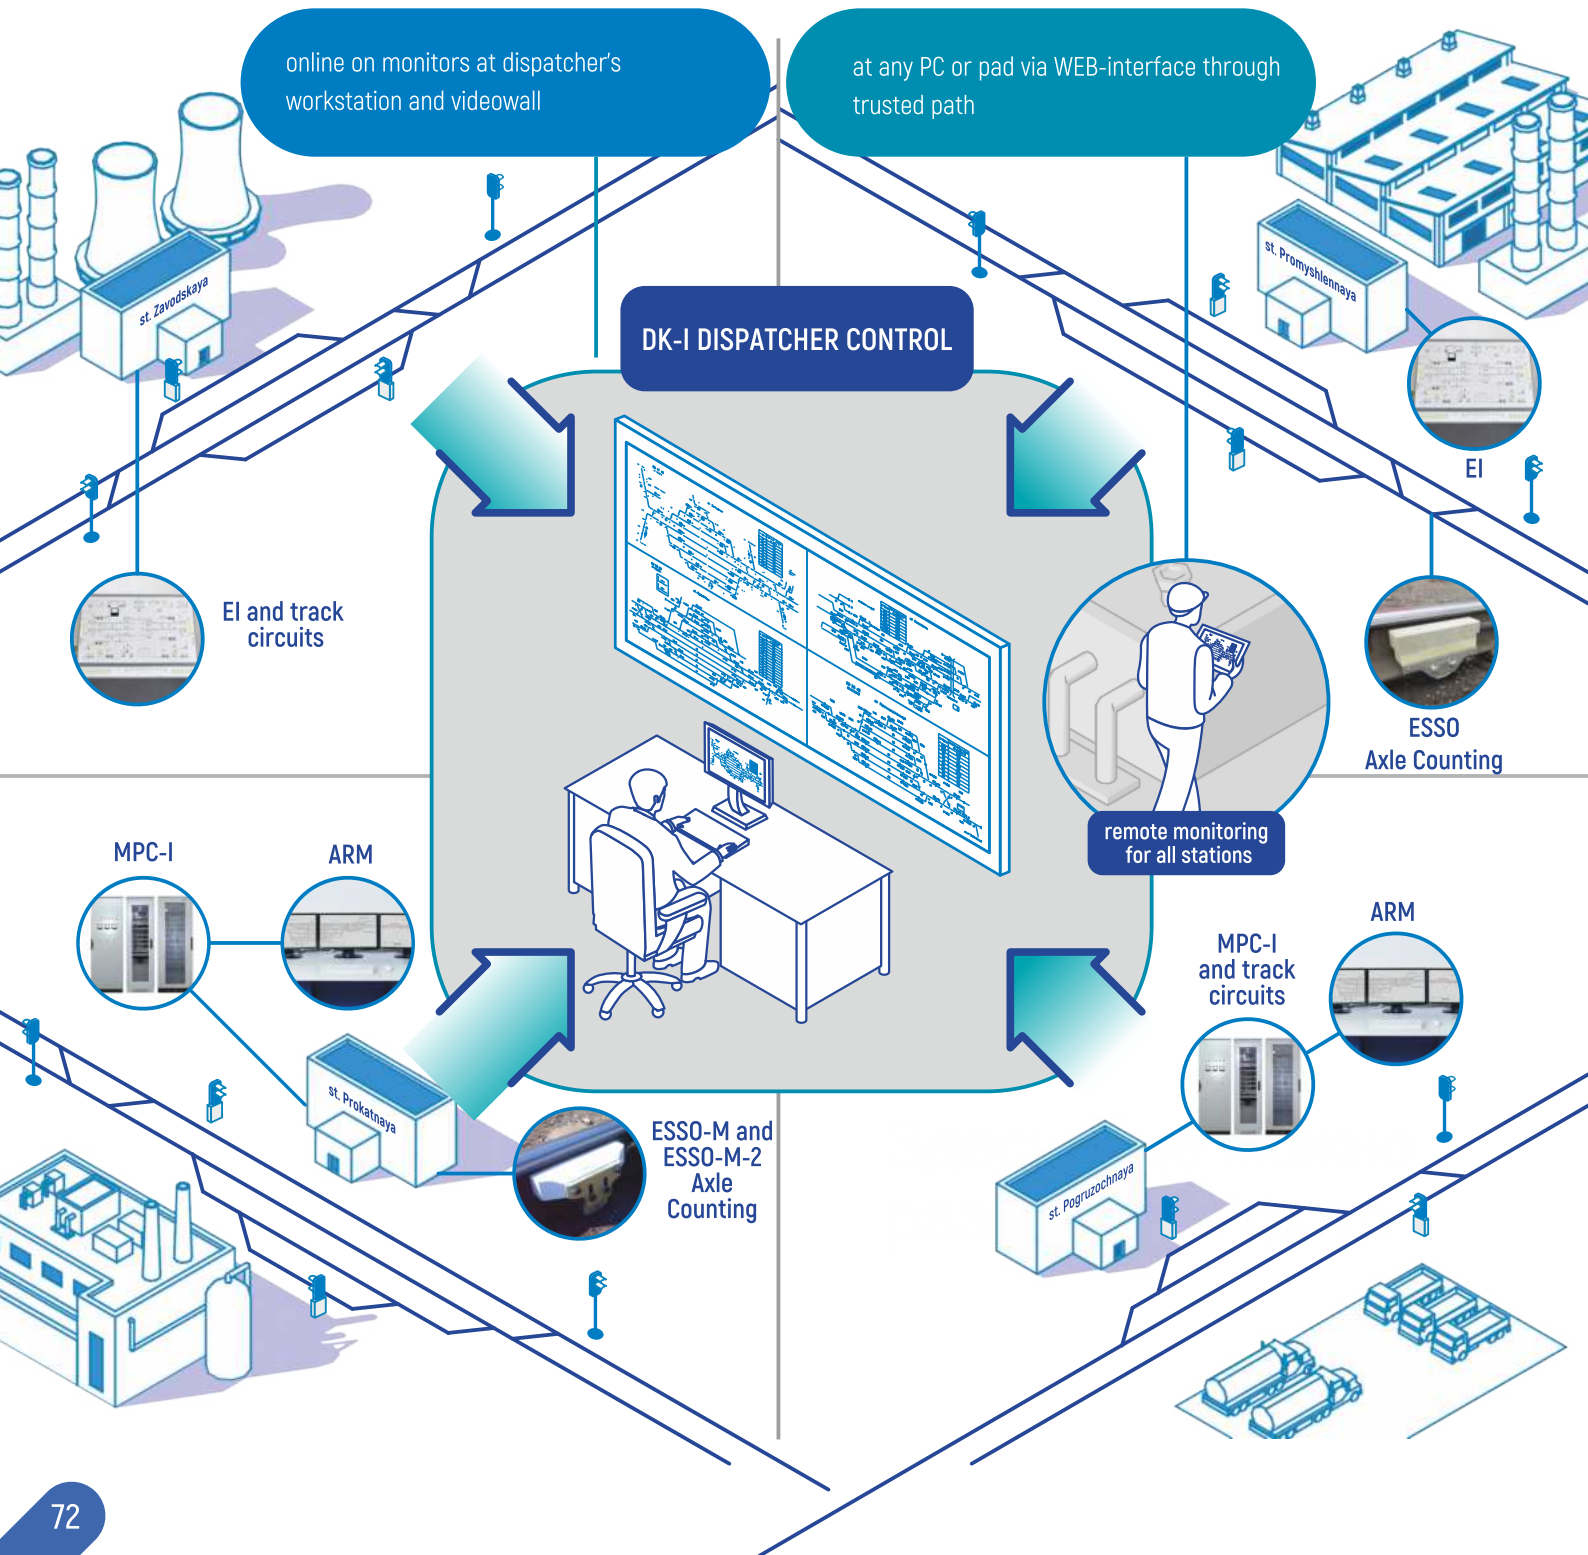 online on monitors at dispatcher's
workstation and videowall
at any PC or pad via WEB-interface through
trusted path
st. Zavodskaya
st. Promyshlennaya
DK-I DISPATCHER CONTROL
EI
EI and track
circuits
ESSO
Axle Counting
remote monitoring
for all stations
MPC-I
ARM
ARM
MPC-I
and track
circuits
st. Prokatnaya
ESSO-M and
ESSO-M-2
Axle
Counting
st. Pogruzochnaya
72